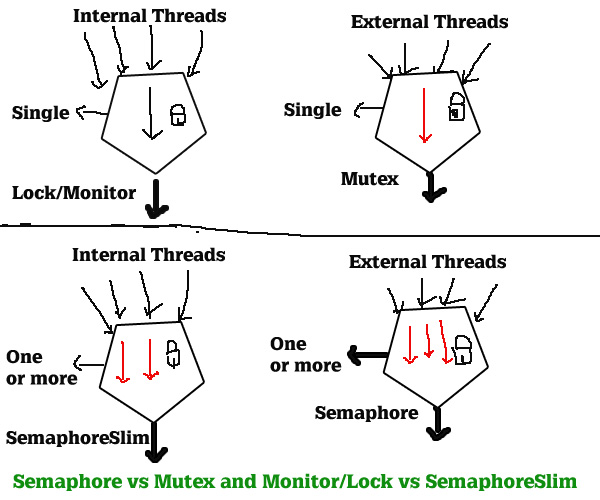 Internal Threads
External Threads
Single
Single
Lock/Monitor
Mutex
Internal Threads
External Threads
One
or more
One
or more
SemaphoreSlim
Semaphore
Semaphore vs Mutex and Monitor/Lock vs SemaphoreSlim